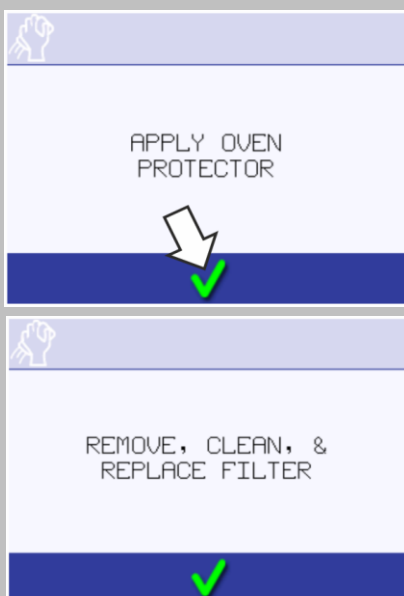 APPLY OVEN
PROTECTOR
REMOVE, CLEAN, &
REPLACE FILTER